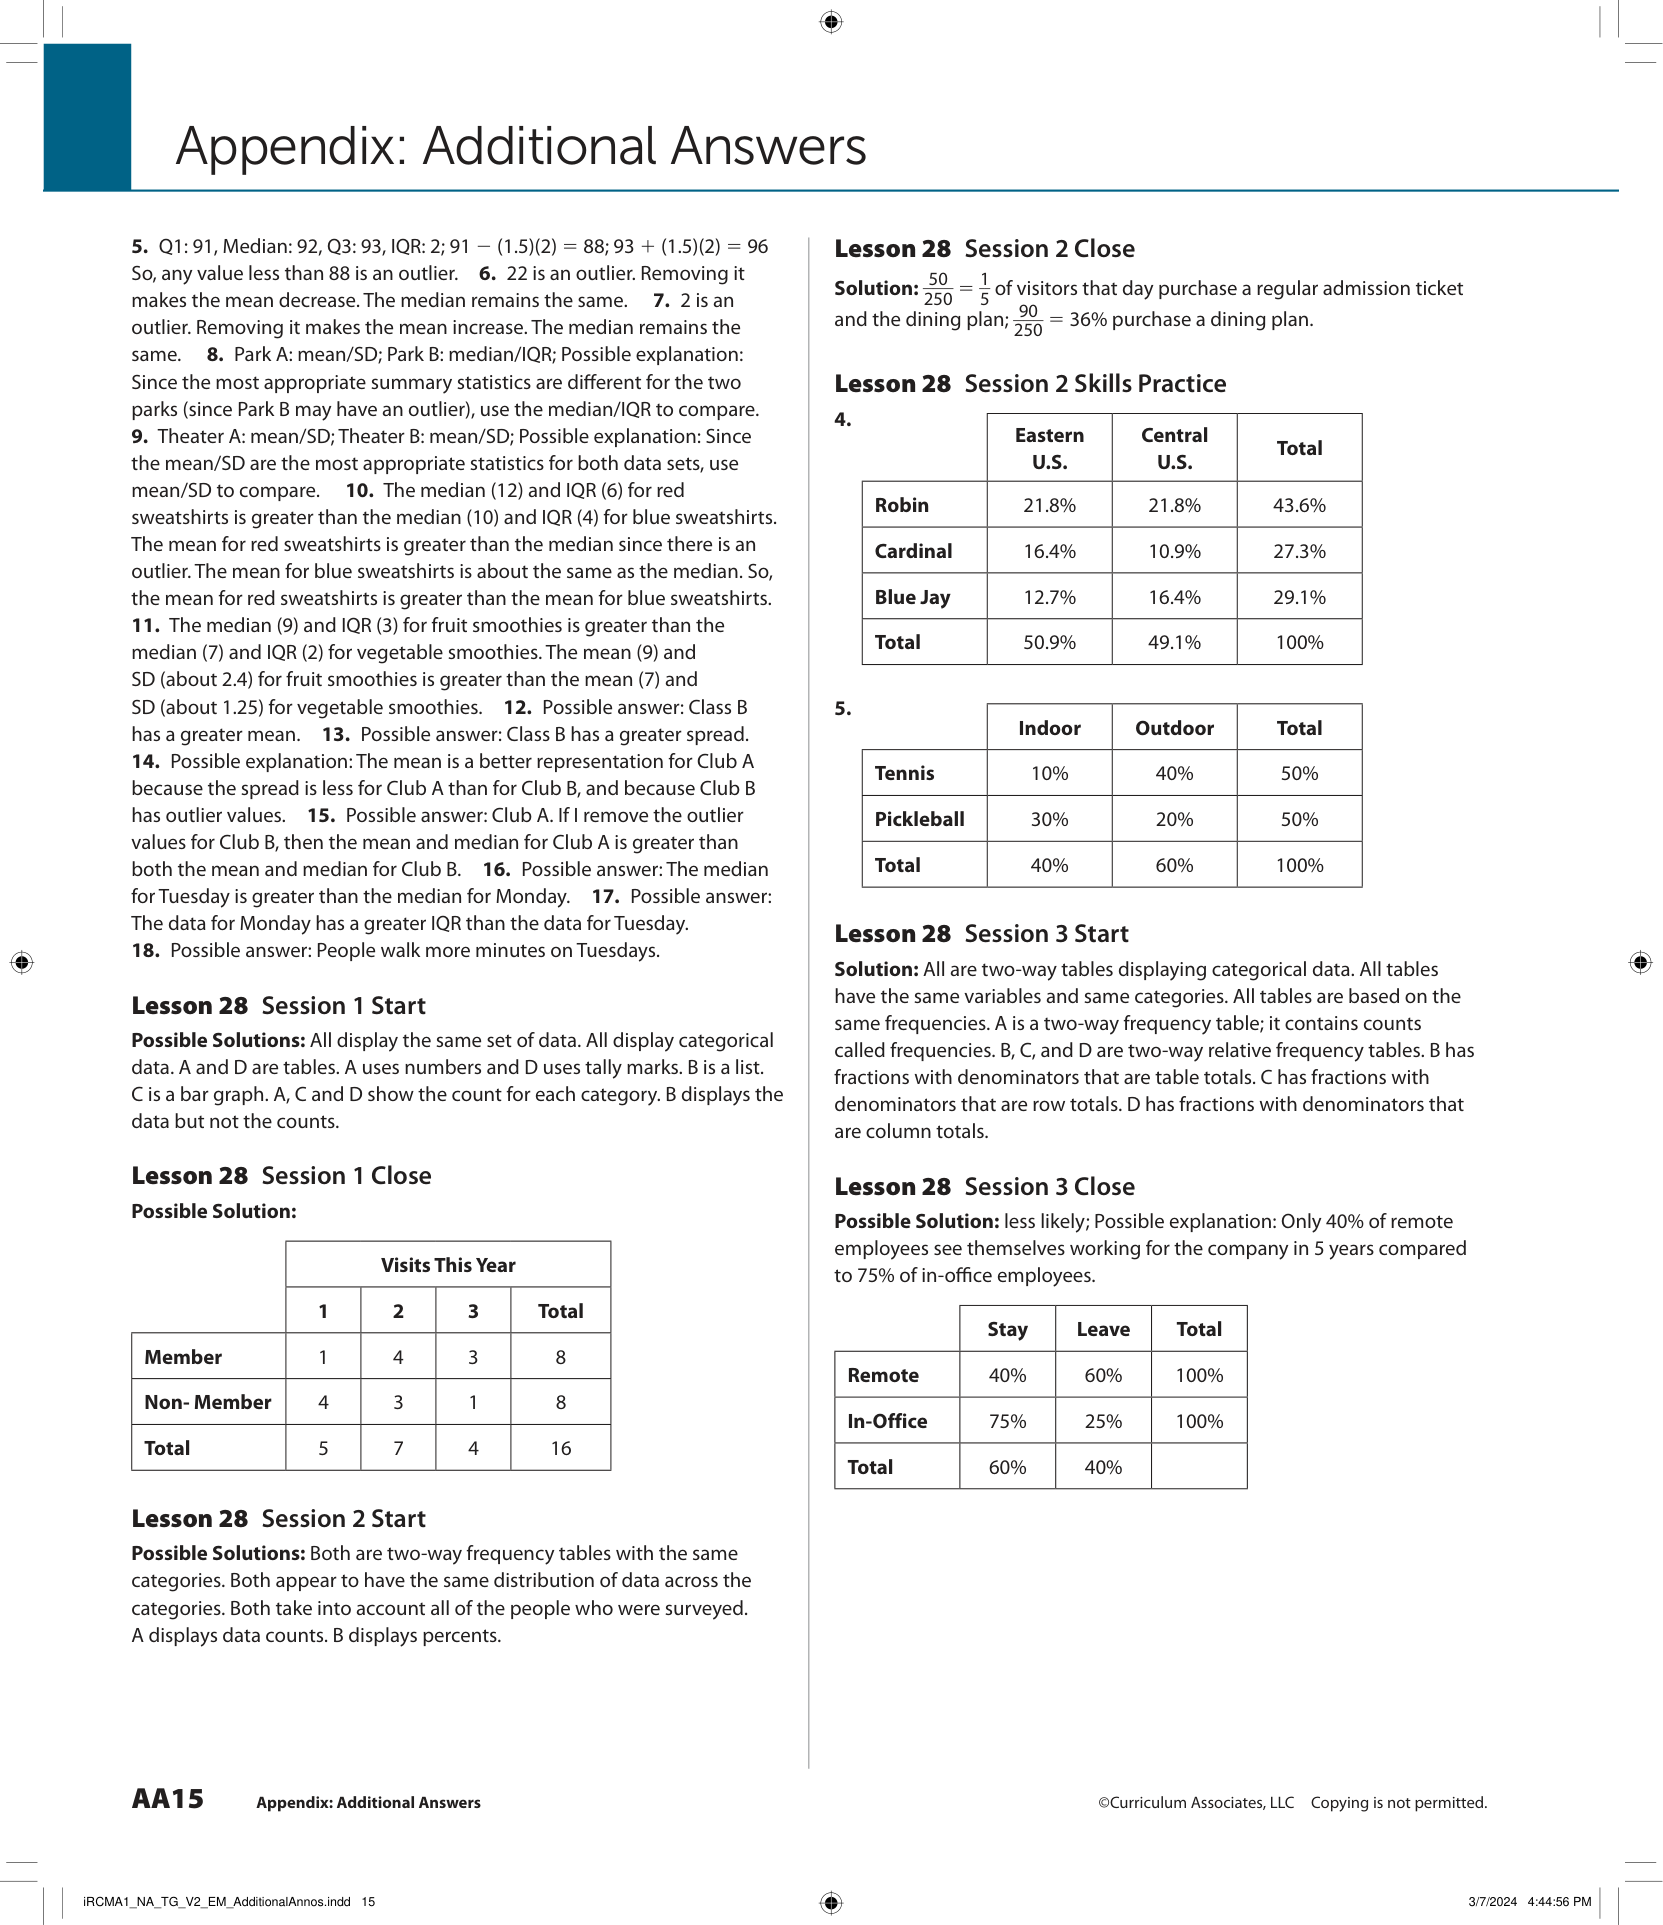 Appendix: Additional Answers
5. Q1: 91, Median: 92, Q3: 93, IQR: 2; 91 − (1.5)(2) = 88; 93 + (1.5)(2) = 96
So, any value less than 88 is an outlier. 6. 22 is an outlier. Removing it
makes the mean decrease. The median remains the same. 7. 2 is an
outlier. Removing it makes the mean increase. The median remains the
same. 8. Park A: mean/SD; Park B: median/IQR; Possible explanation:
Since the most appropriate summary statistics are different for the two
parks (since Park B may have an outlier), use the median/IQR to compare.
9. Theater A: mean/SD; Theater B: mean/SD; Possible explanation: Since
the mean/SD are the most appropriate statistics for both data sets, use
mean/SD to compare. 10. The median (12) and IQR (6) for red
sweatshirts is greater than the median (10) and IQR (4) for blue sweatshirts.
The mean for red sweatshirts is greater than the median since there is an
outlier. The mean for blue sweatshirts is about the same as the median. So,
the mean for red sweatshirts is greater than the mean for blue sweatshirts.
11. The median (9) and IQR (3) for fruit smoothies is greater than the
median (7) and IQR (2) for vegetable smoothies. The mean (9) and
SD (about 2.4) for fruit smoothies is greater than the mean (7) and
SD (about 1.25) for vegetable smoothies. 12. Possible answer: Class B
has a greater mean. 13. Possible answer: Class B has a greater spread.
14. Possible explanation: The mean is a better representation for Club A
because the spread is less for Club A than for Club B, and because Club B
has outlier values. 15. Possible answer: Club A. If I remove the outlier
values for Club B, then the mean and median for Club A is greater than
both the mean and median for Club B. 16. Possible answer: The median
for Tuesday is greater than the median for Monday. 17. Possible answer:
The data for Monday has a greater IQR than the data for Tuesday.
18. Possible answer: People walk more minutes on Tuesdays.
Lesson 28 Session 1 Start
Possible Solutions: All display the same set of data. All display categorical
data. A and D are tables. A uses numbers and D uses tally marks. B is a list.
C is a bar graph. A, C and D show the count for each category. B displays the
data but not the counts.
Lesson 28 Session 1 Close
Possible Solution:
Visits This Year
1 2 3 Total
Member 1 4 3 8
Non- Member 4 3 1 8
Total 5 7 4 16
Lesson 28 Session 2 Start
Possible Solutions: Both are two-way frequency tables with the same
categories. Both appear to have the same distribution of data across the
categories. Both take into account all of the people who were surveyed.
A displays data counts. B displays percents.
Lesson 28 Session 2 Close
Solution: 50/250 = 1/5 of visitors that day purchase a regular admission ticket
and the dining plan; 90/250 = 36% purchase a dining plan.
Lesson 28 Session 2 Skills Practice
4.
Eastern U.S. Central U.S. Total
Robin 21.8% 21.8% 43.6%
Cardinal 16.4% 10.9% 27.3%
Blue Jay 12.7% 16.4% 29.1%
Total 50.9% 49.1% 100%
5.
Indoor Outdoor Total
Tennis 10% 40% 50%
Pickleball 30% 20% 50%
Total 40% 60% 100%
Lesson 28 Session 3 Start
Solution: All are two-way tables displaying categorical data. All tables
have the same variables and same categories. All tables are based on the
same frequencies. A is a two-way frequency table; it contains counts
called frequencies. B, C, and D are two-way relative frequency tables. B has
fractions with denominators that are table totals. C has fractions with
denominators that are row totals. D has fractions with denominators that
are column totals.
Lesson 28 Session 3 Close
Possible Solution: less likely; Possible explanation: Only 40% of remote
employees see themselves working for the company in 5 years compared
to 75% of in-office employees.
Stay Leave Total
Remote 40% 60% 100%
In-Office 75% 25% 100%
Total 60% 40%
AA15 Appendix: Additional Answers
©Curriculum Associates, LLC Copying is not permitted.
iRCMA1_NA_TG_V2_EM_AdditionalAnnos.indd 15
3/7/2024 4:44:56 PM